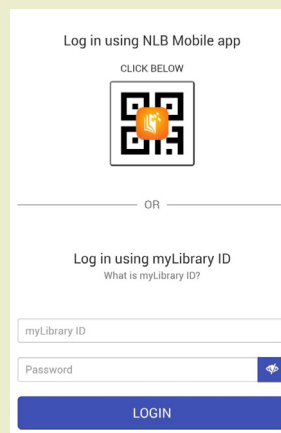 Log in using NLB Mobile app
CLICK BELOW
OR
Log in using myLibrary ID
What is myLibrary ID?
myLibrary ID
Password
LOGIN